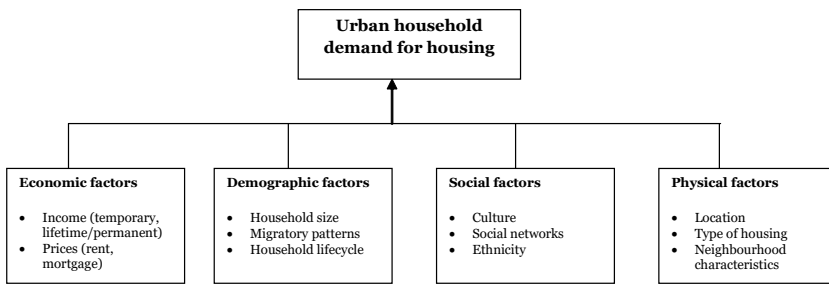 Urban household
demand for housing
Economic factors
• Income (temporary,
lifetime/permanent)
• Prices (rent,
mortgage)
Demographic factors
• Household size
• Migratory patterns
• Household lifecycle
Social factors
• Culture
• Social networks
• Ethnicity
Physical factors
• Location
• Type of housing
• Neighbourhood
characteristics